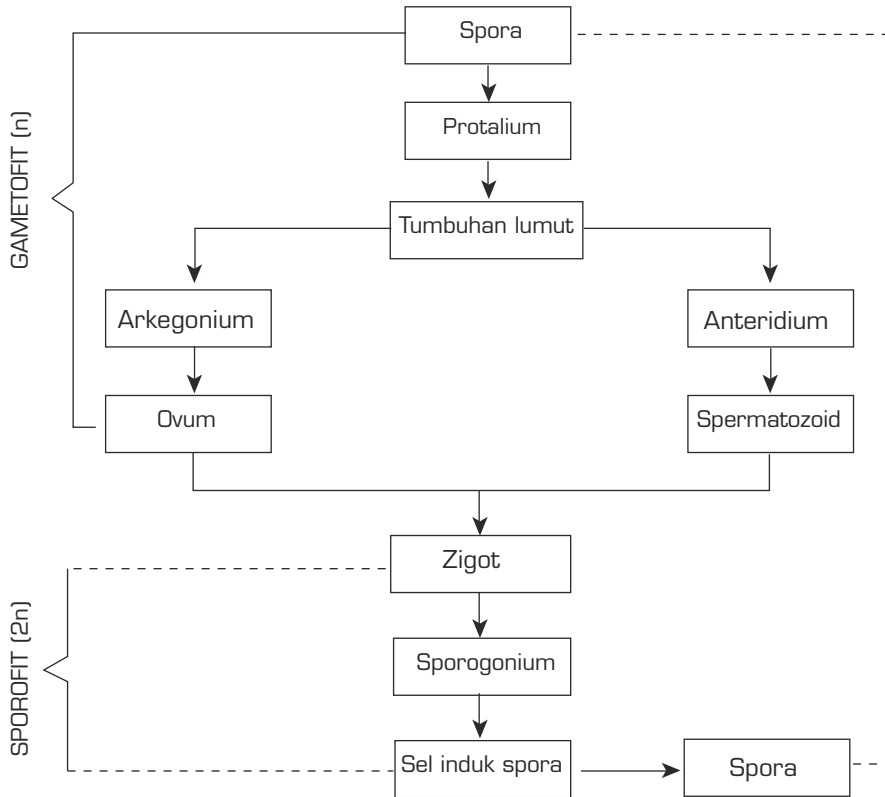 Spora
Protalium
GAMETOFIT (n)
Tumbuhan lumut
Arkegonium
Anteridium
Ovum
Spermatozoid
Zigot
SPOROFIT (2n)
Sporogonium
Sel induk spora
Spora